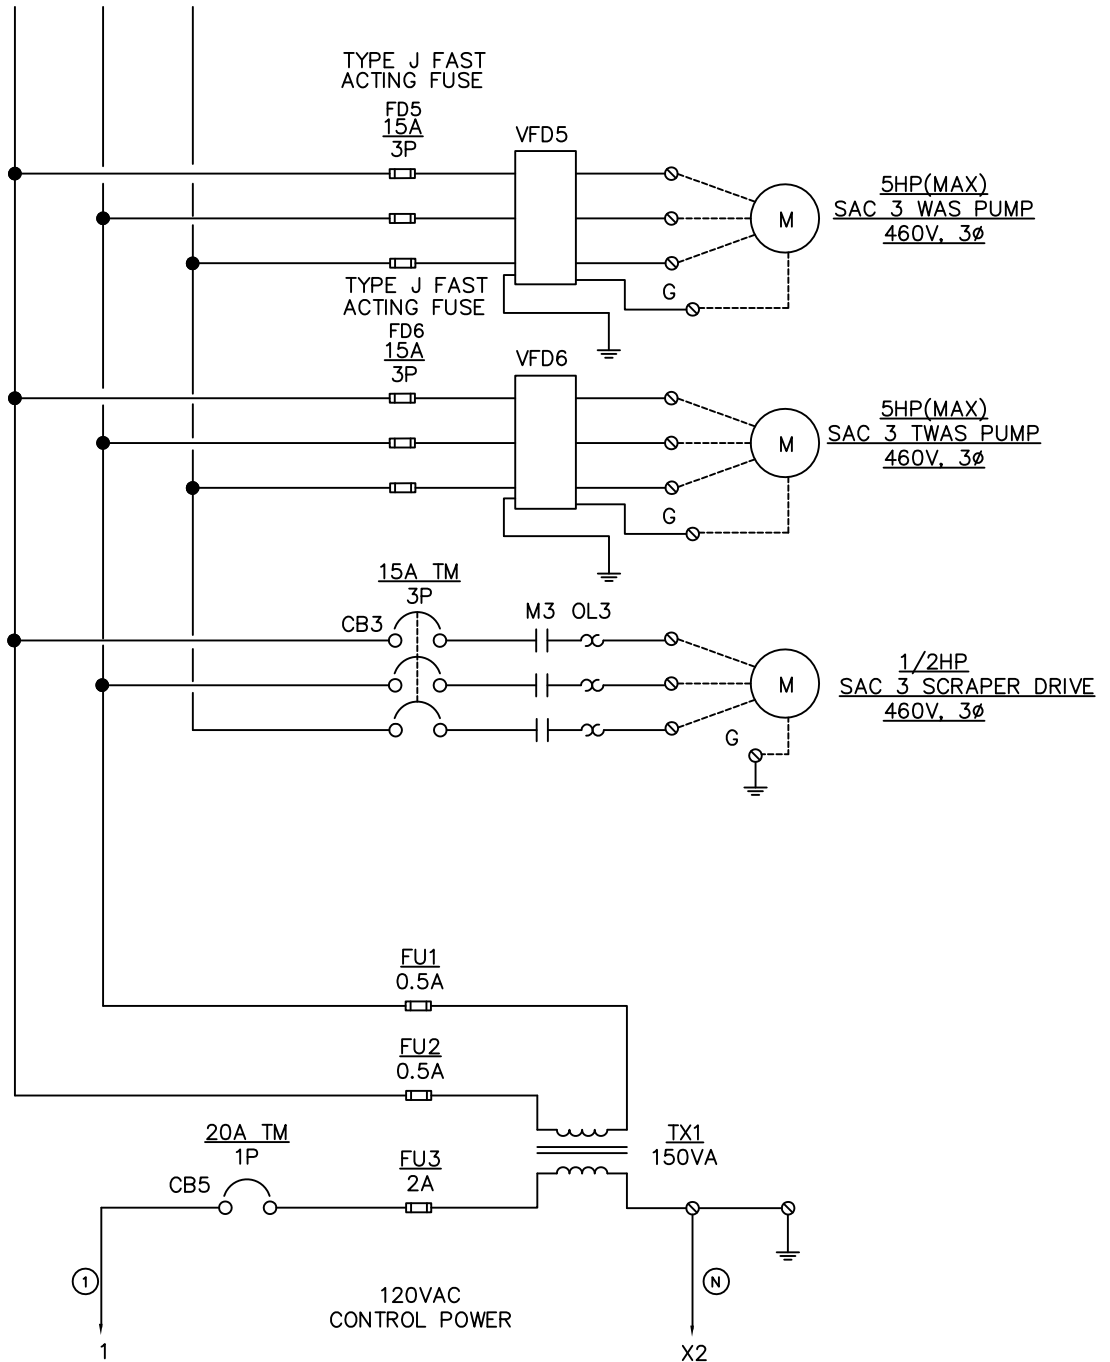 TYPE J FAST
ACTING FUSE
FD5
15A
3P
VFD5
M
5HP(MAX)
SAC 3 WAS PUMP
460V, 3ø
G
TYPE J FAST
ACTING FUSE
FD6
15A
3P
VFD6
M
5HP(MAX)
SAC 3 TWAS PUMP
460V, 3ø
G
15A TM
3P
CB3
M3 OL3
M
1/2HP
SAC 3 SCRAPER DRIVE
460V, 3ø
G
FU1
0.5A
FU2
0.5A
20A TM
1P
CB5
FU3
2A
TX1
150VA
1
N
120VAC
CONTROL POWER
1
X2